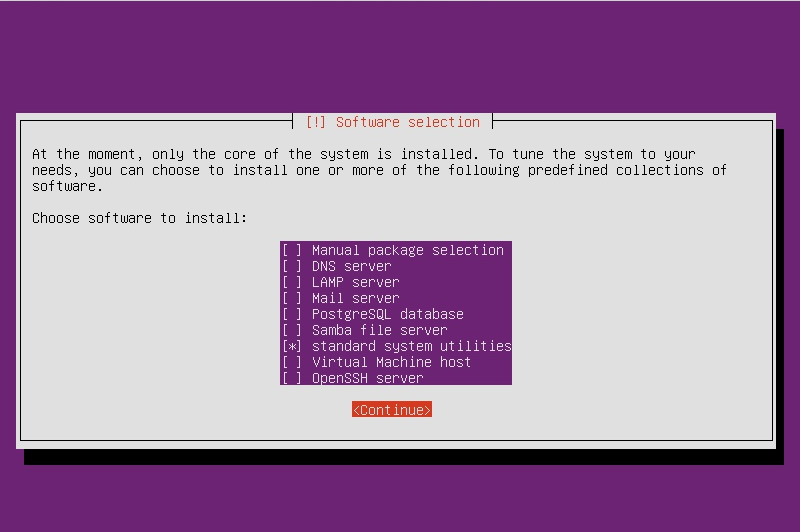 [!] Software selection
At the moment, only the core of the system is installed. To tune the system to your
needs, you can choose to install one or more of the following predefined collections of
software.
Choose software to install:
[ ] Manual package selection
[ ] DNS server
[ ] LAMP server
[ ] Mail server
[ ] PostgreSQL database
[ ] Samba file server
[*] standard system utilities
[ ] Virtual Machine host
[ ] OpenSSH server
<Continue>